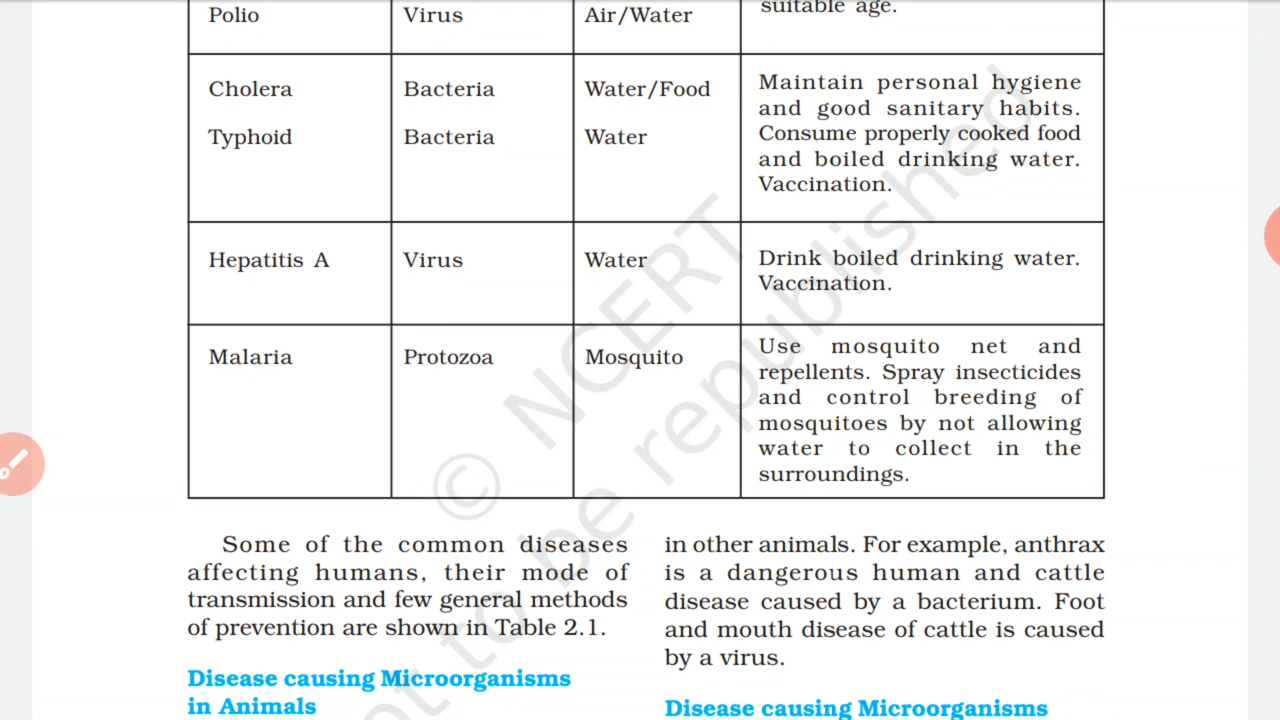 suitable age.
Polio Virus Air/Water
Cholera Bacteria Water/Food
Typhoid Bacteria Water
Maintain personal hygiene
and good sanitary habits.
Consume properly cooked food
and boiled drinking water.
Vaccination.
Hepatitis A Virus Water
Drink boiled drinking water.
Vaccination.
Malaria Protozoa Mosquito
Use mosquito net and
repellents. Spray insecticides
and control breeding of
mosquitoes by not allowing
water to collect in the
surroundings.
Some of the common diseases
affecting humans, their mode of
transmission and few general methods
of prevention are shown in Table 2.1.
Disease causing Microorganisms
in Animals
in other animals. For example, anthrax
is a dangerous human and cattle
disease caused by a bacterium. Foot
and mouth disease of cattle is caused
by a virus.
Disease causing Microorganisms
© NCERT
not to be republished